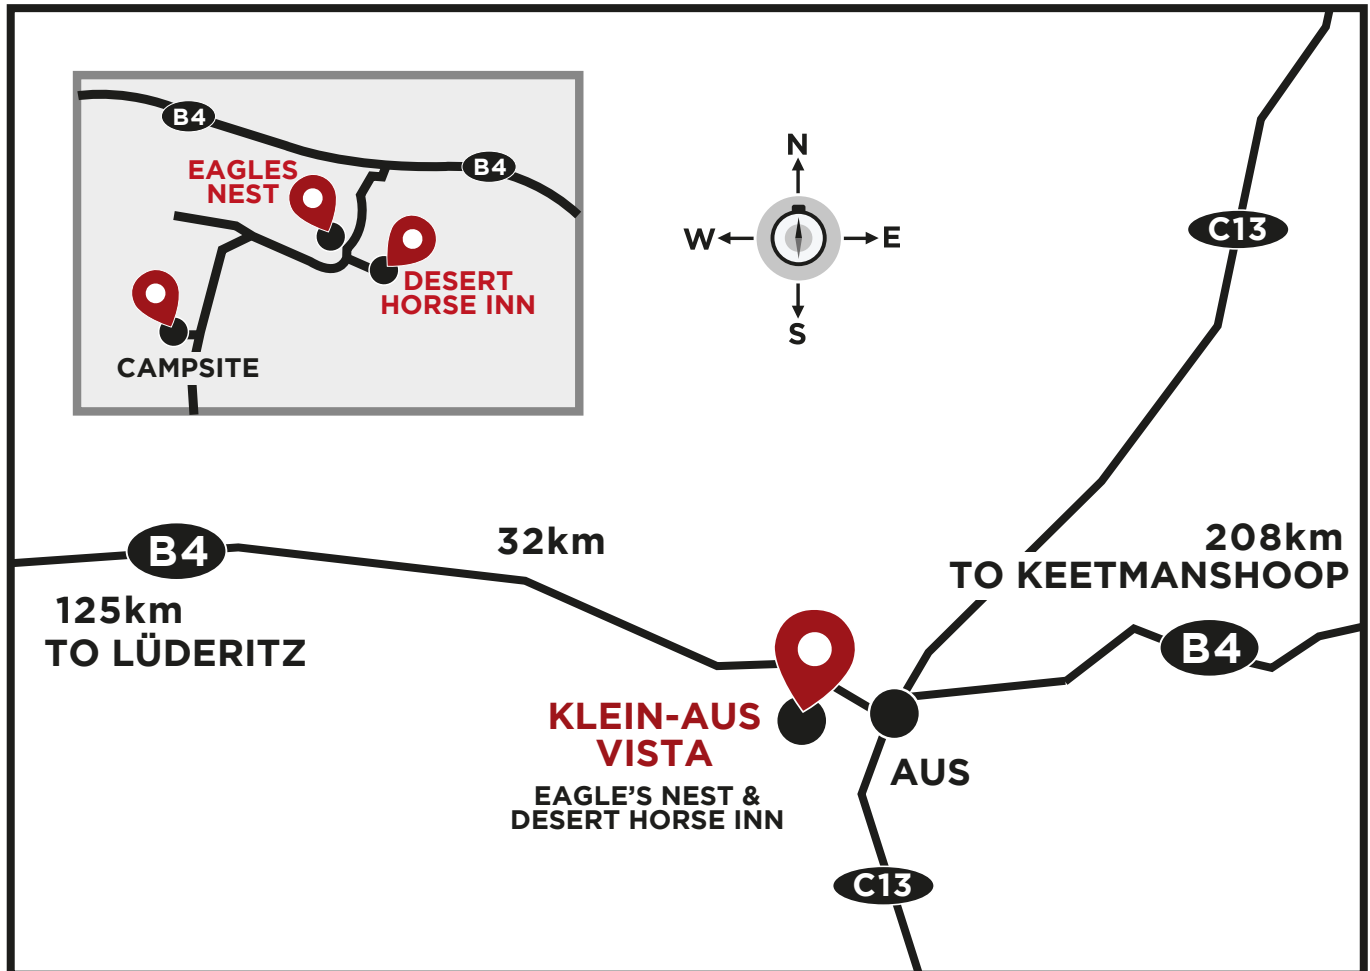 B4
B4
EAGLES
NEST
DESERT
HORSE INN
CAMPSITE
N
W
E
S
C13
B4
32km
125km
TO LÜDERITZ
208km
TO KEETMANSHOOP
B4
KLEIN-AUS
VISTA
EAGLE'S NEST &
DESERT HORSE INN
AUS
C13